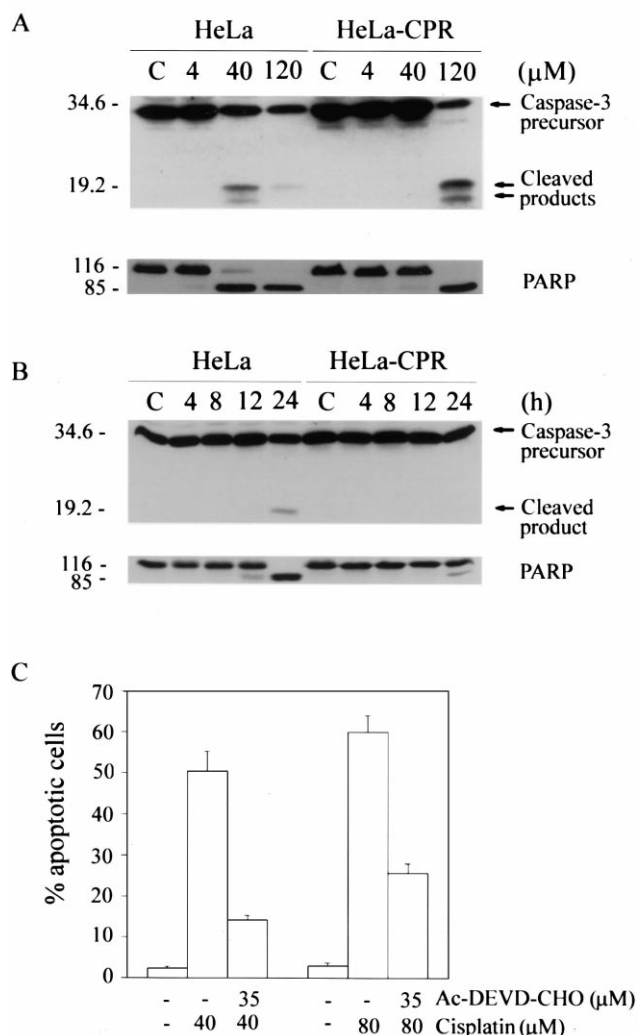 A
HeLa HeLa-CPR
C 4 40 120 C 4 40 120 (µM)
34.6 - Caspase-3
precursor
19.2 - Cleaved
products
116 -
85 - PARP
B
HeLa HeLa-CPR
C 4 8 12 24 C 4 8 12 24 (h)
34.6 - Caspase-3
precursor
19.2 - Cleaved
product
116 -
85 - PARP
C
% apoptotic cells
70
60
50
40
30
20
10
0
- - 35 - - 35 Ac-DEVD-CHO (µM)
- 40 40 - 80 80 Cisplatin (µM)